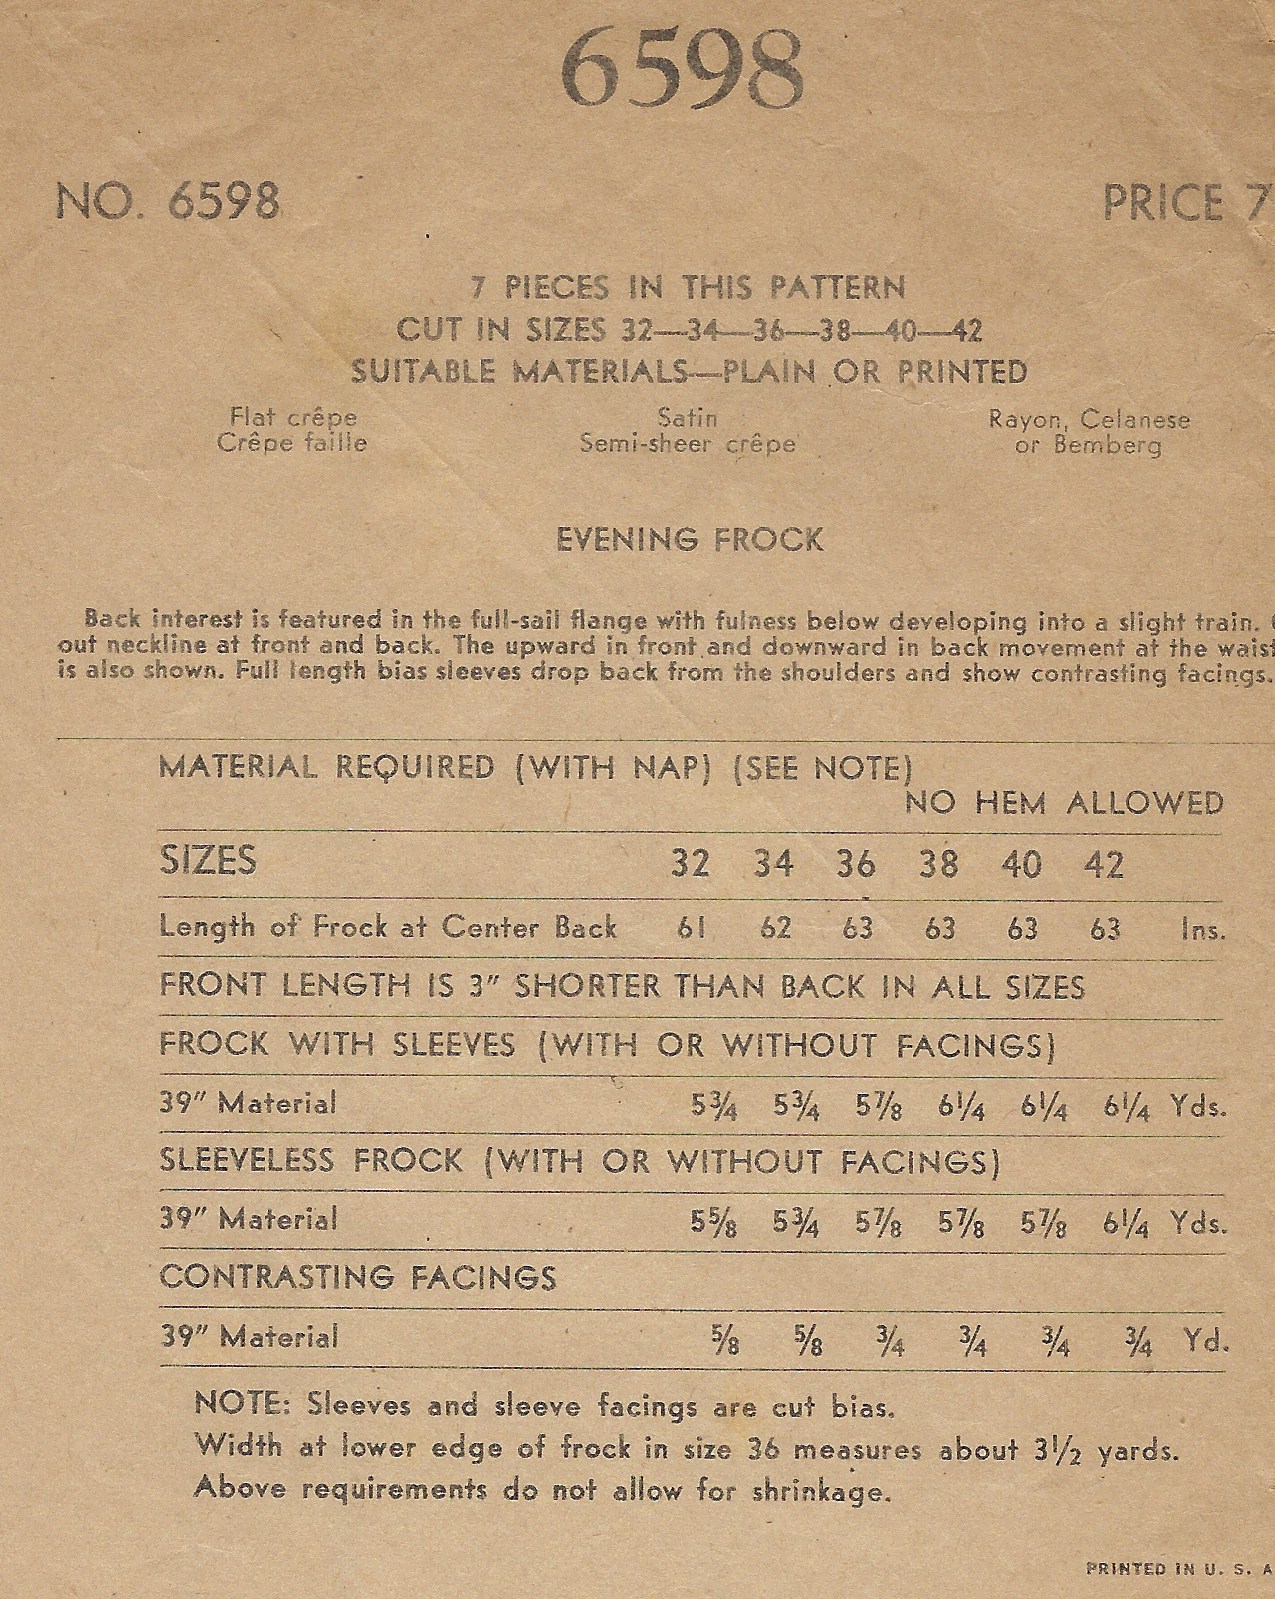 6598
NO. 6598 PRICE 7
7 PIECES IN THIS PATTERN
CUT IN SIZES 32—34—36—38—40—42
SUITABLE MATERIALS—PLAIN OR PRINTED
Flat crêpe Satin Rayon, Celanese
Crêpe faille Semi-sheer crêpe or Bemberg
EVENING FROCK
Back interest is featured in the full-sail flange with fulness below developing into a slight train.
out neckline at front and back. The upward in front and downward in back movement at the waist
is also shown. Full length bias sleeves drop back from the shoulders and show contrasting facings.
MATERIAL REQUIRED (WITH NAP) (SEE NOTE)
NO HEM ALLOWED
SIZES 32 34 36 38 40 42
Length of Frock at Center Back 61 62 63 63 63 63 Ins.
FRONT LENGTH IS 3″ SHORTER THAN BACK IN ALL SIZES
FROCK WITH SLEEVES (WITH OR WITHOUT FACINGS)
39″ Material 5¾ 5¾ 5⅞ 6¼ 6¼ 6¼ Yds.
SLEEVELESS FROCK (WITH OR WITHOUT FACINGS)
39″ Material 5⅝ 5¾ 5⅞ 5⅞ 5⅞ 6¼ Yds.
CONTRASTING FACINGS
39″ Material ⅝ ⅝ ¾ ¾ ¾ ¾ Yd.
NOTE: Sleeves and sleeve facings are cut bias.
Width at lower edge of frock in size 36 measures about 3½ yards.
Above requirements do not allow for shrinkage.
PRINTED IN U. S. A